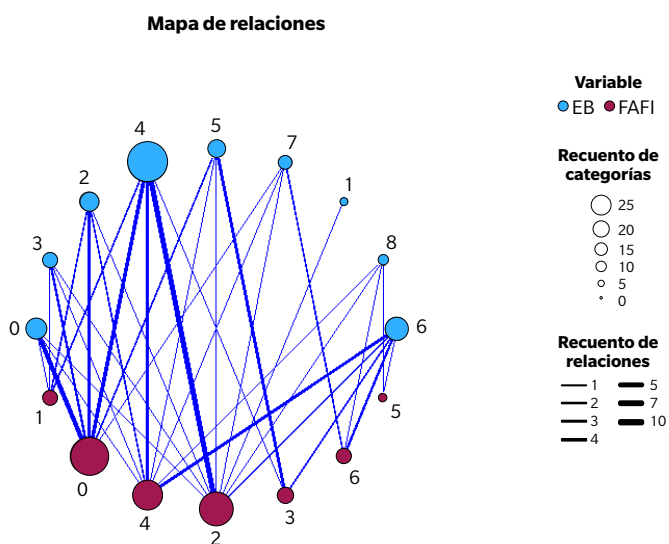 Mapa de relaciones
Variable
EB FAFI
Recuento de
categorías
25
20
15
10
5
0
Recuento de
relaciones
1 5
2 7
3 10
4
4 5 7
2 1
3 8
0 6
1 5
0 6
4 3
2